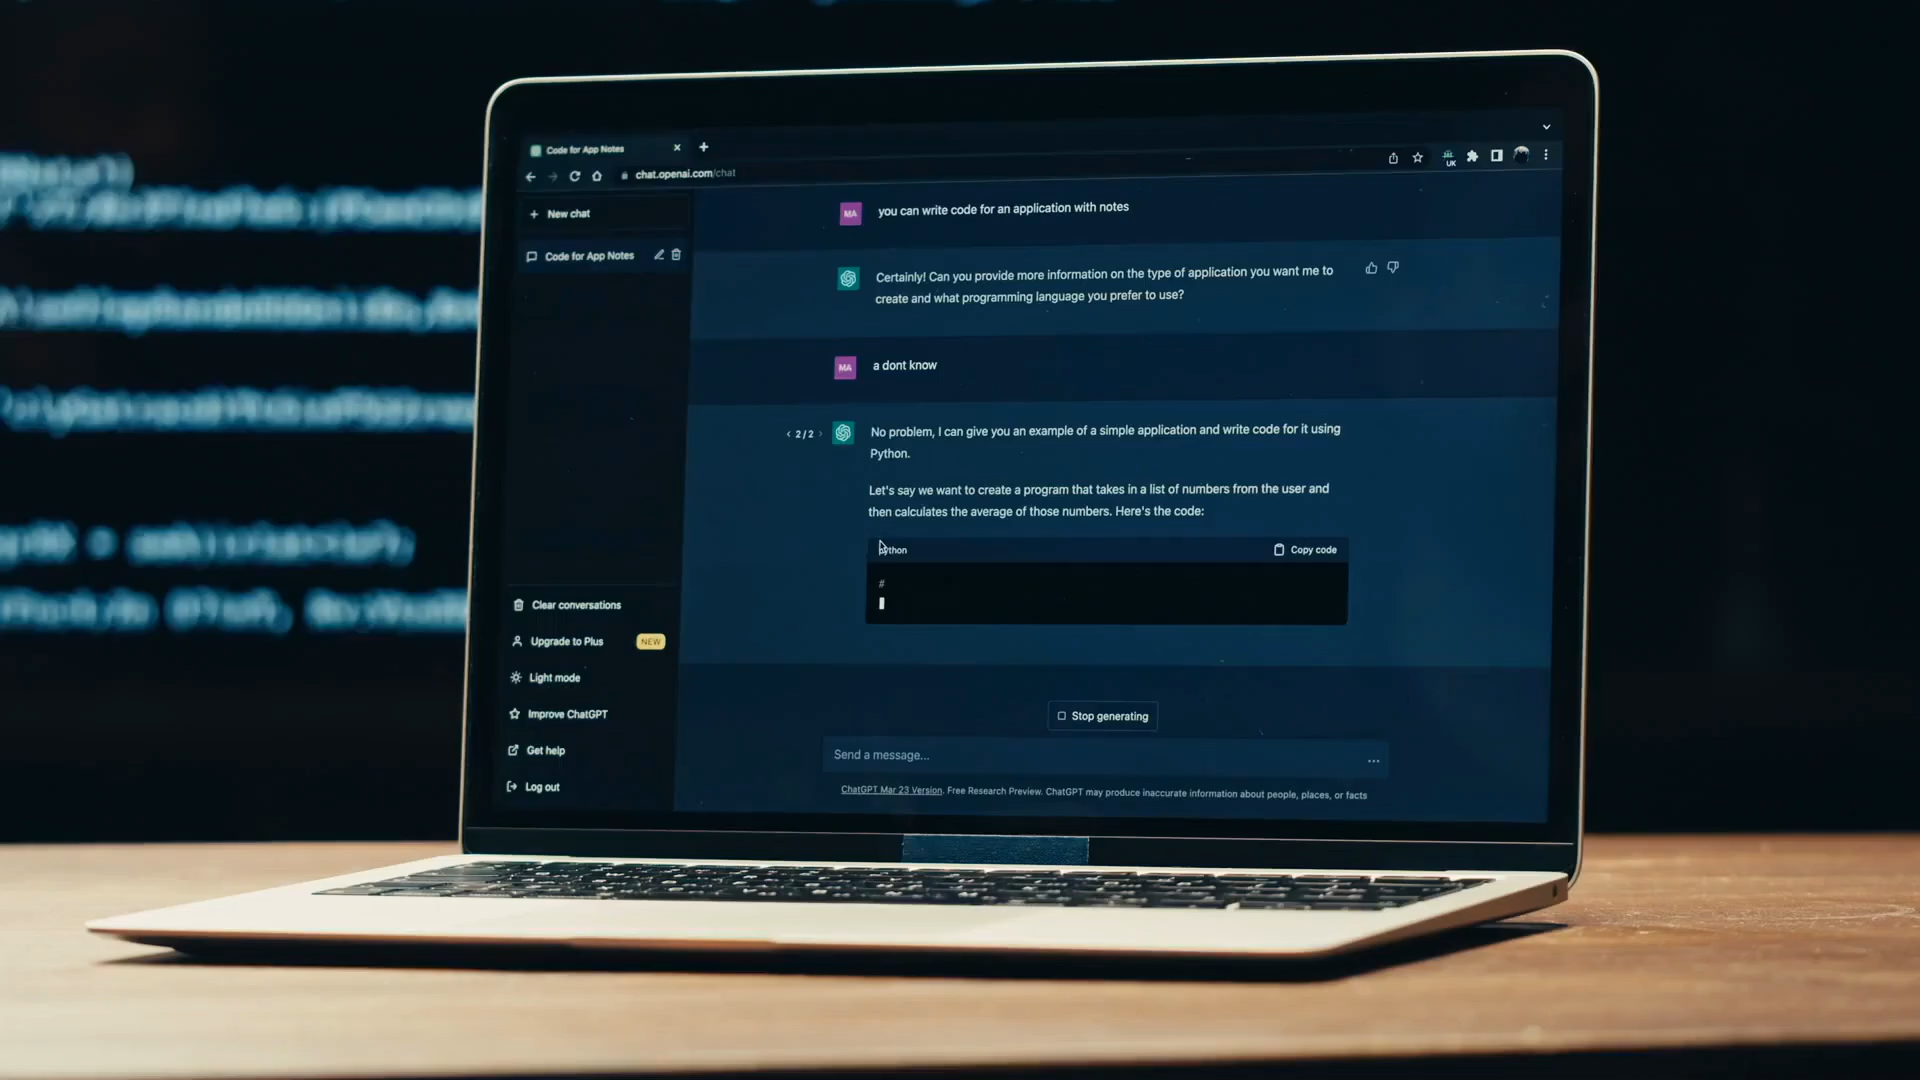 Code for App Notes
chat.openai.com/chat
UK
New chat
Code for App Notes
MA
you can write code for an application with notes
Certainly! Can you provide more information on the type of application you want me to
create and what programming language you prefer to use?
MA
a dont know
2/2
No problem, I can give you an example of a simple application and write code for it using
Python.
Let's say we want to create a program that takes in a list of numbers from the user and
then calculates the average of those numbers. Here's the code:
python
Copy code
#
Clear conversations
Upgrade to Plus
NEW
Light mode
Improve ChatGPT
Get help
Log out
Stop generating
Send a message...
ChatGPT Mar 23 Version. Free Research Preview. ChatGPT may produce inaccurate information about people, places, or facts